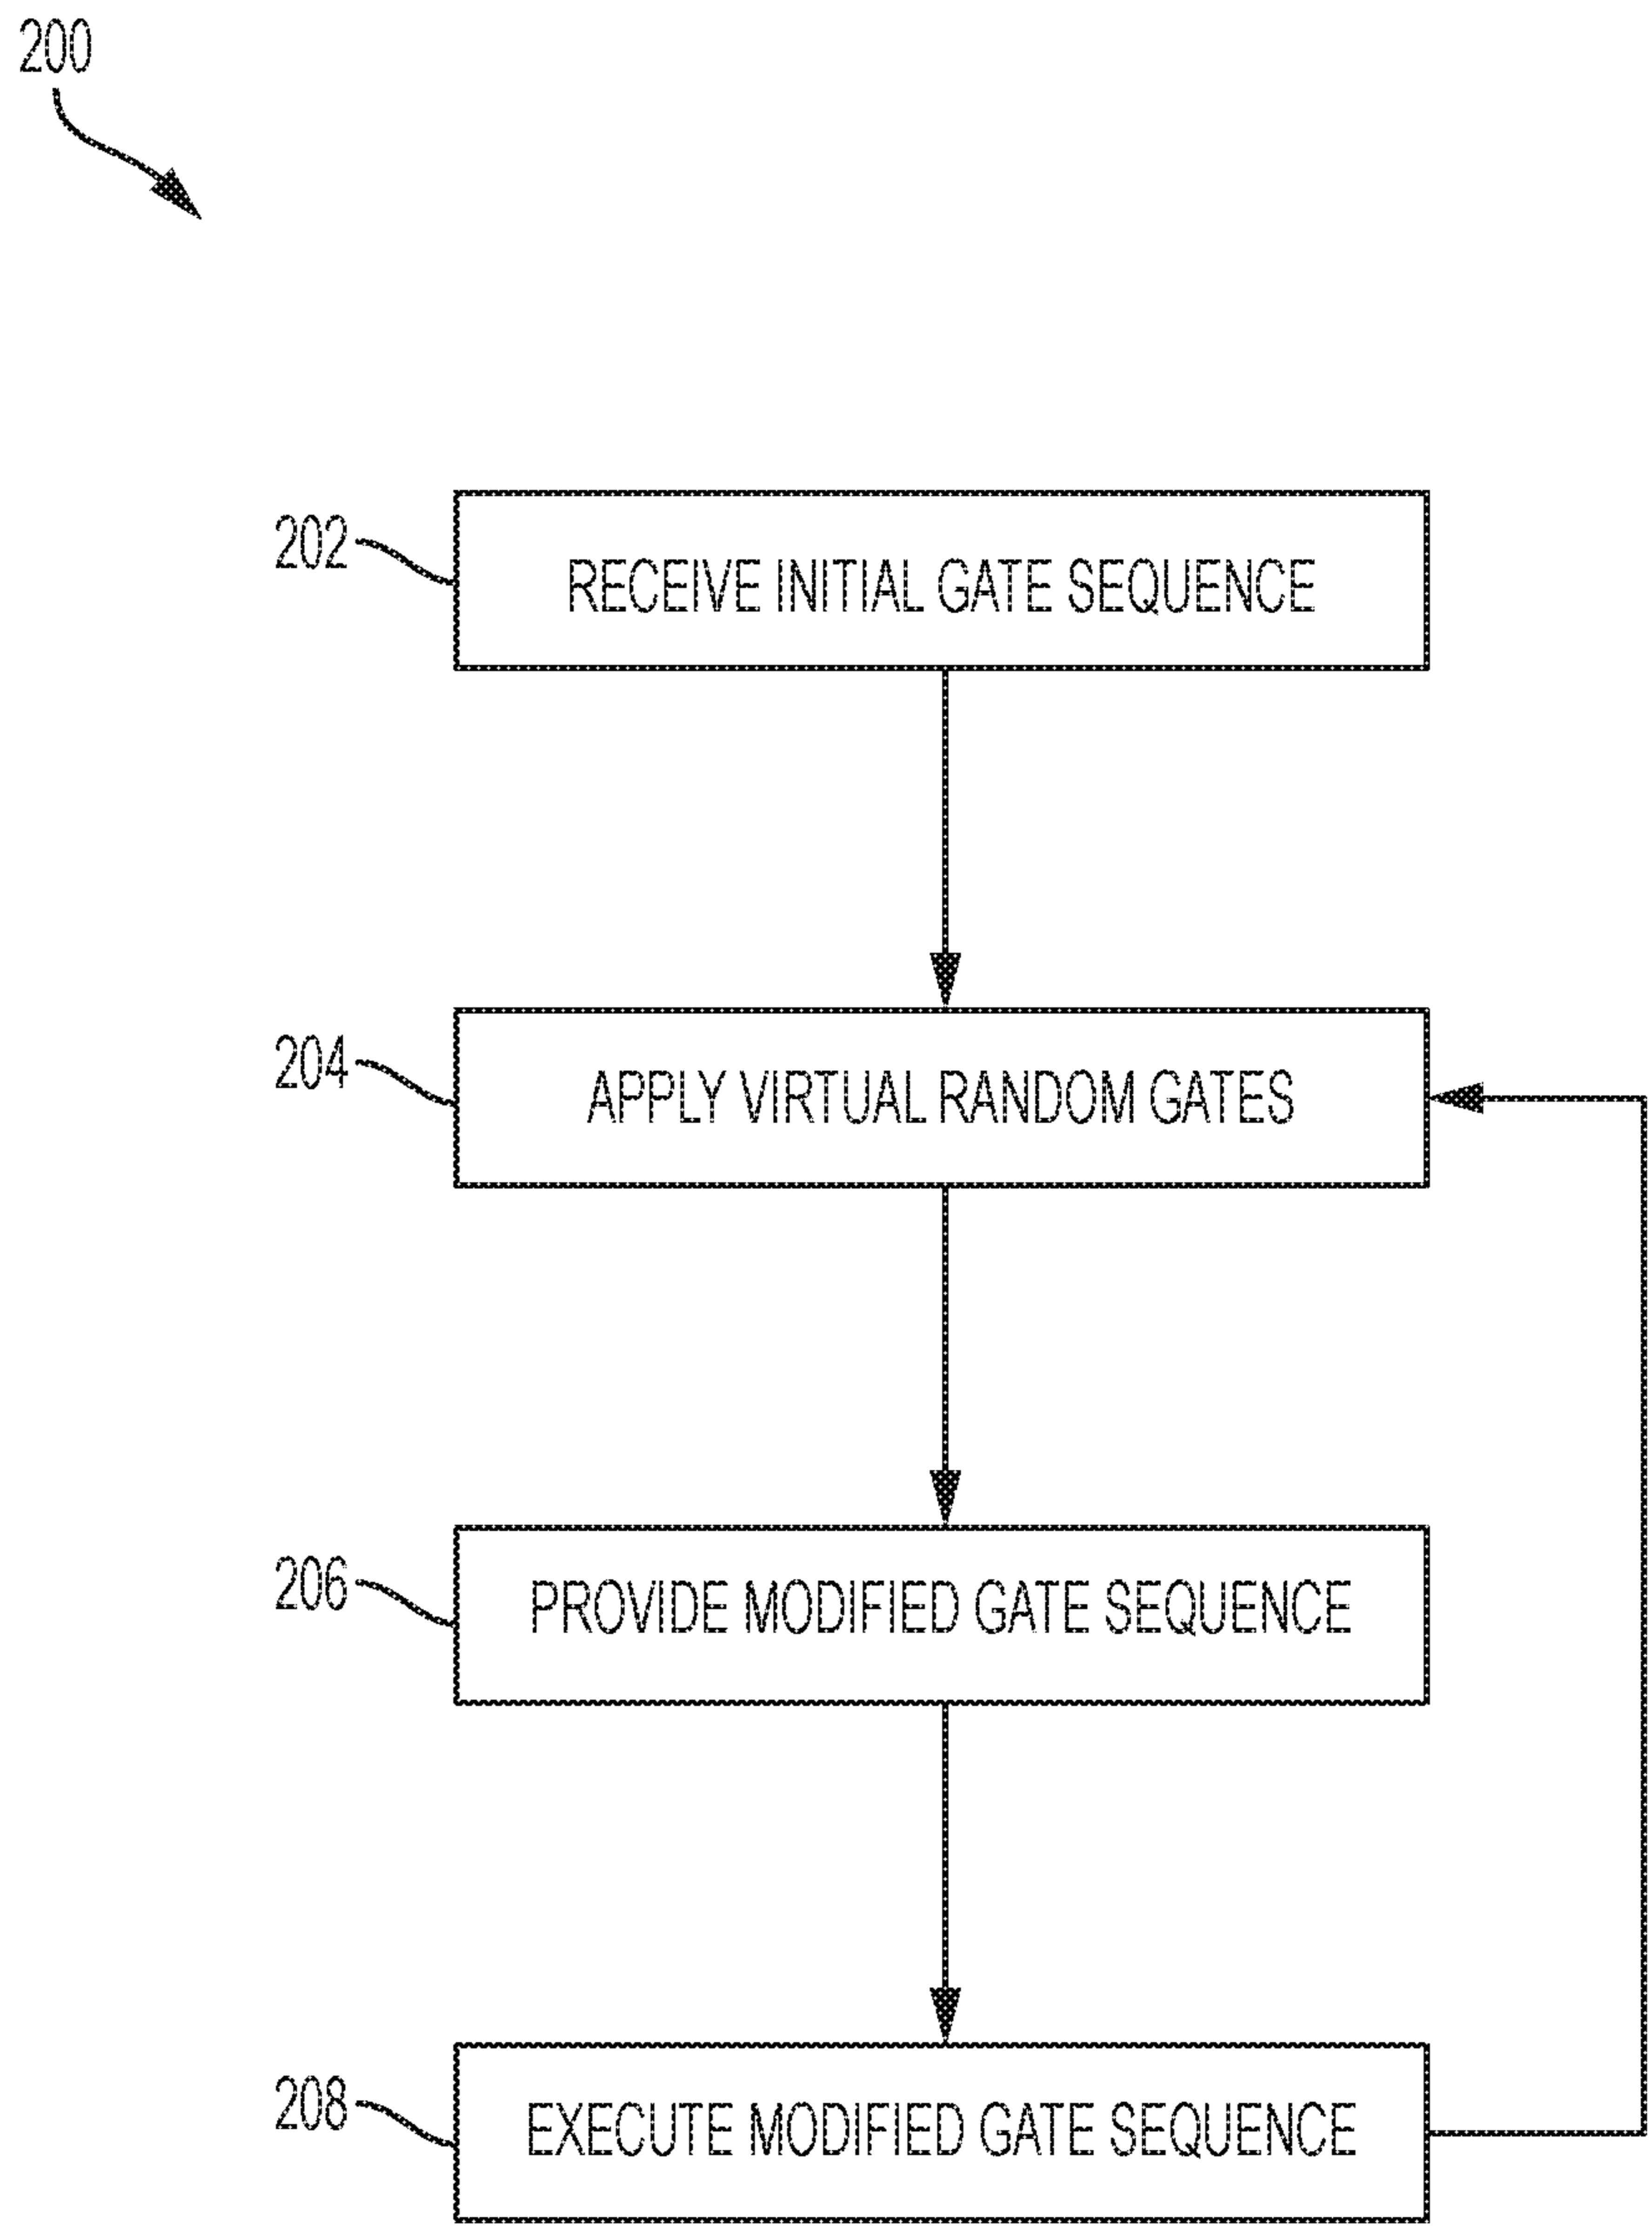 200
202 RECEIVE INITIAL GATE SEQUENCE
204 APPLY VIRTUAL RANDOM GATES
206 PROVIDE MODIFIED GATE SEQUENCE
208 EXECUTE MODIFIED GATE SEQUENCE